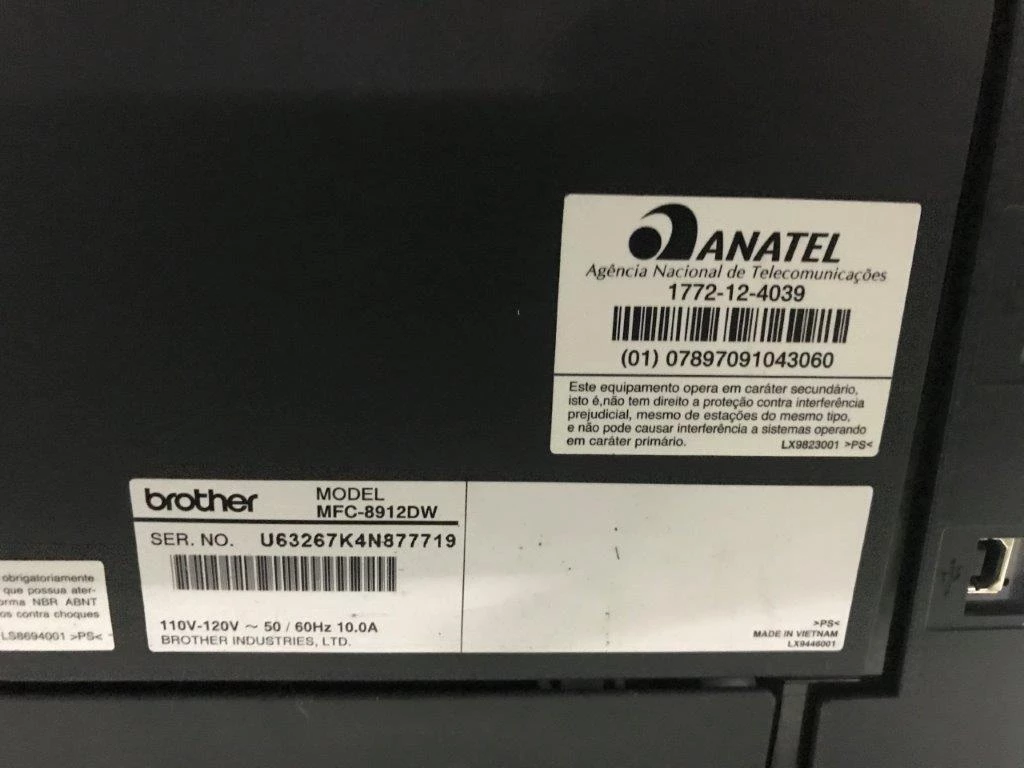 ANATEL
Agência Nacional de Telecomunicações
1772-12-4039
(01) 07897091043060
Este equipamento opera em caráter secundário,
isto é,não tem direito a proteção contra interferência
prejudicial, mesmo de estações do mesmo tipo,
e não pode causar interferência a sistemas operando
em caráter primário.
LX9823001 >PS<
brother
MODEL
MFC-8912DW
SER. NO. U63267K4N877719
110V-120V ~ 50 / 60Hz 10.0A
BROTHER INDUSTRIES, LTD.
>PS<
MADE IN VIETNAM
LX9446001
obrigatoriamente
que possua ater-
orma NBR ABNT
os contra choques
LS8694001 >PS<